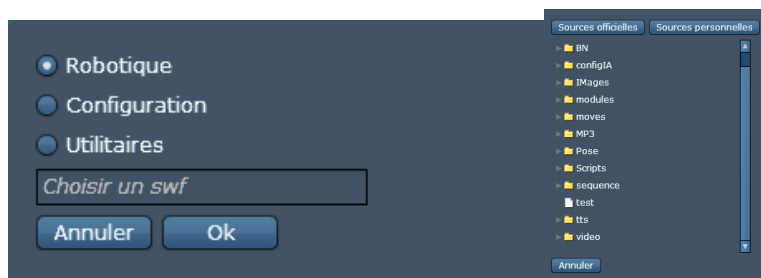 Robotique
Configuration
Utilitaires
Choisir un swf
Annuler Ok
Sources officielles Sources personnelles
BN
configIA
IMages
modules
moves
MP3
Pose
Scripts
sequence
test
tts
video
Annuler